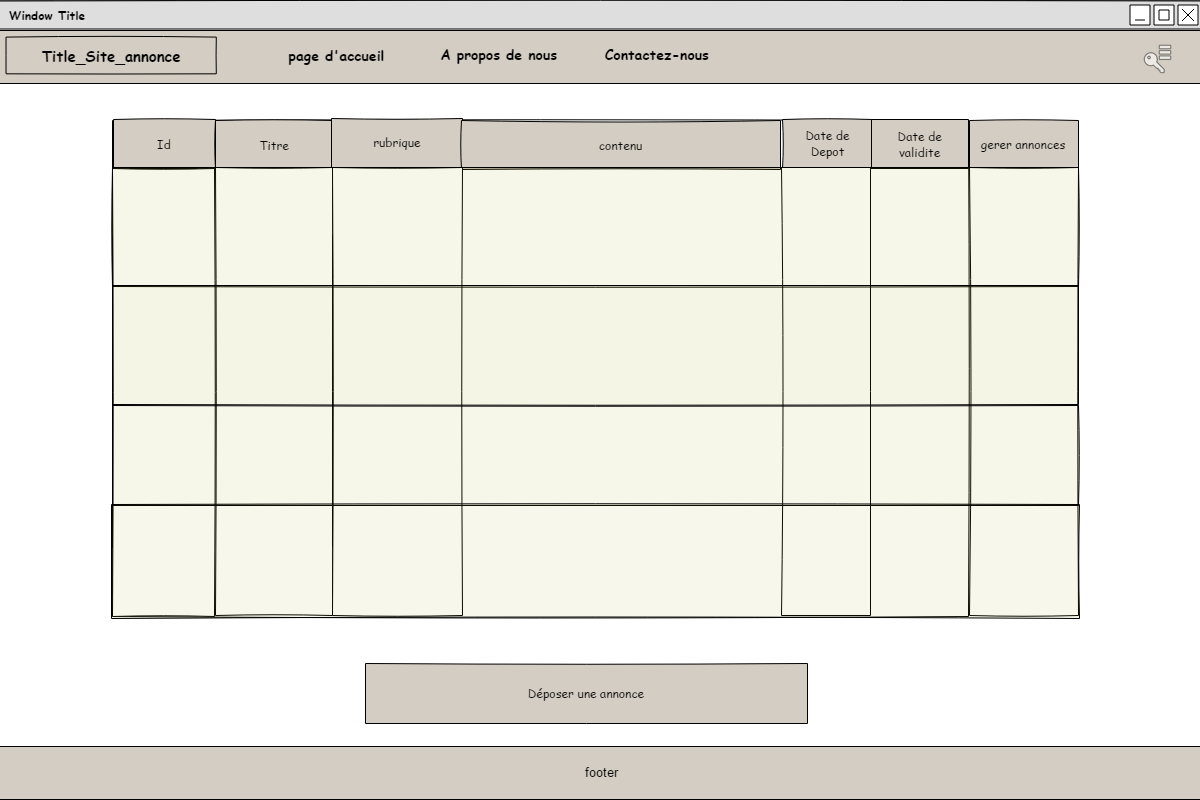 Window Title
Title_Site_annonce
page d'accueil
A propos de nous
Contactez-nous
Id
Titre
rubrique
contenu
Date de
Depot
Date de
validite
gerer annonces
Déposer une annonce
footer